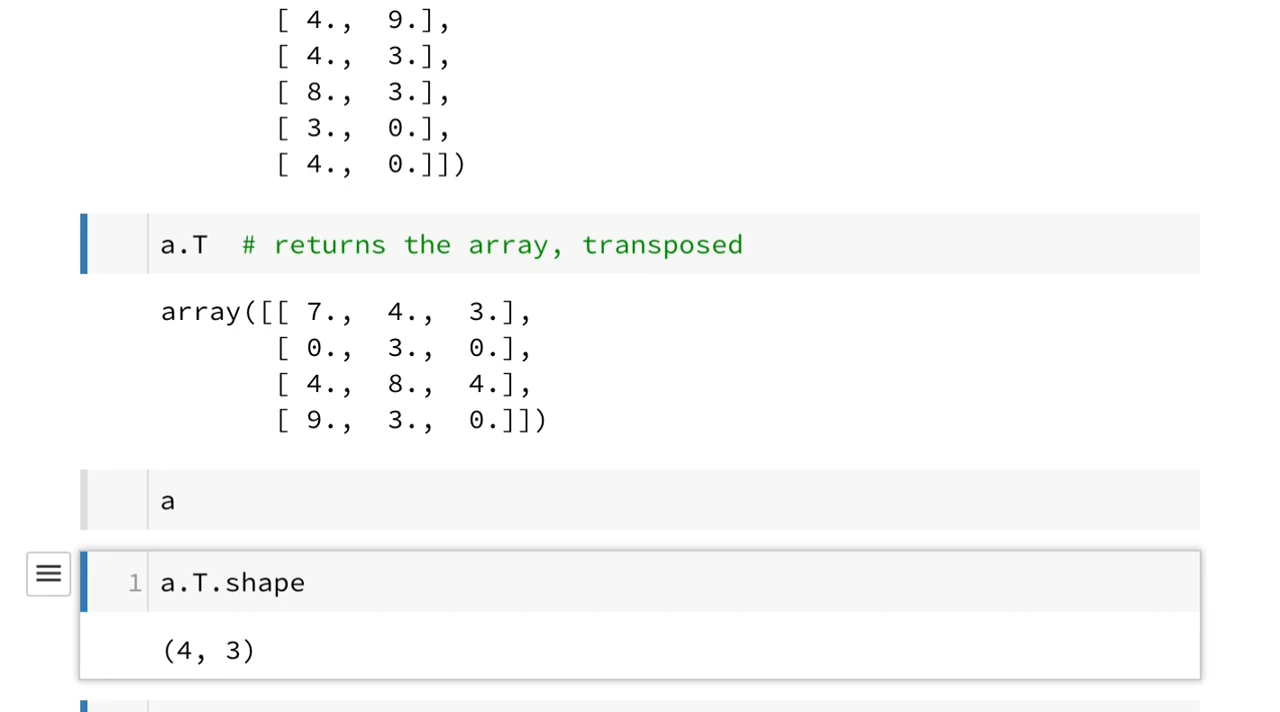 [ 4., 9.],
[ 4., 3.],
[ 8., 3.],
[ 3., 0.],
[ 4., 0.]])
a.T # returns the array, transposed
array([[ 7., 4., 3.],
[ 0., 3., 0.],
[ 4., 8., 4.],
[ 9., 3., 0.]])
a
1 a.T.shape
(4, 3)